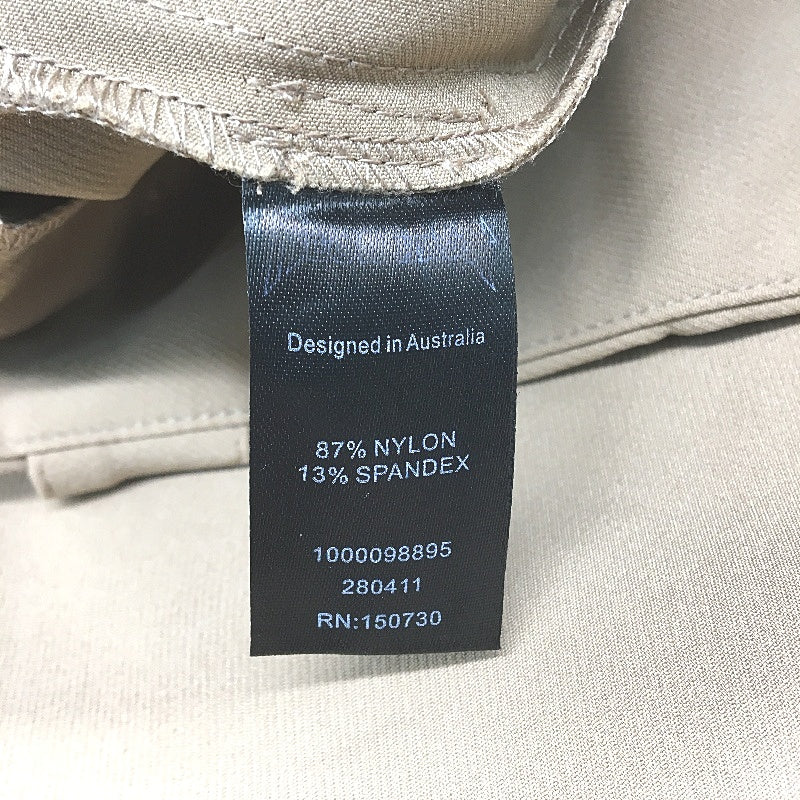 Designed in Australia
87% NYLON
13% SPANDEX
1000098895
280411
RN:150730